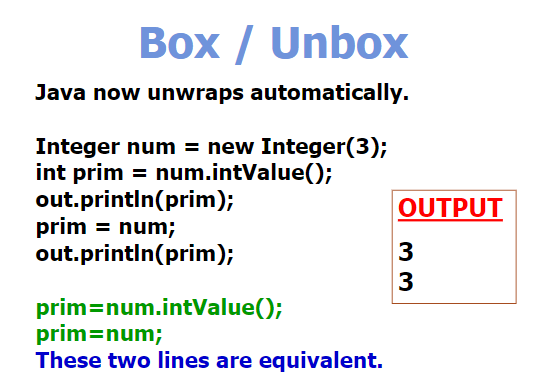 Box / Unbox
Java now unwraps automatically.
Integer num = new Integer(3);
int prim = num.intValue();
out.println(prim);
prim = num;
out.println(prim);
OUTPUT
3
3
prim=num.intValue();
prim=num;
These two lines are equivalent.